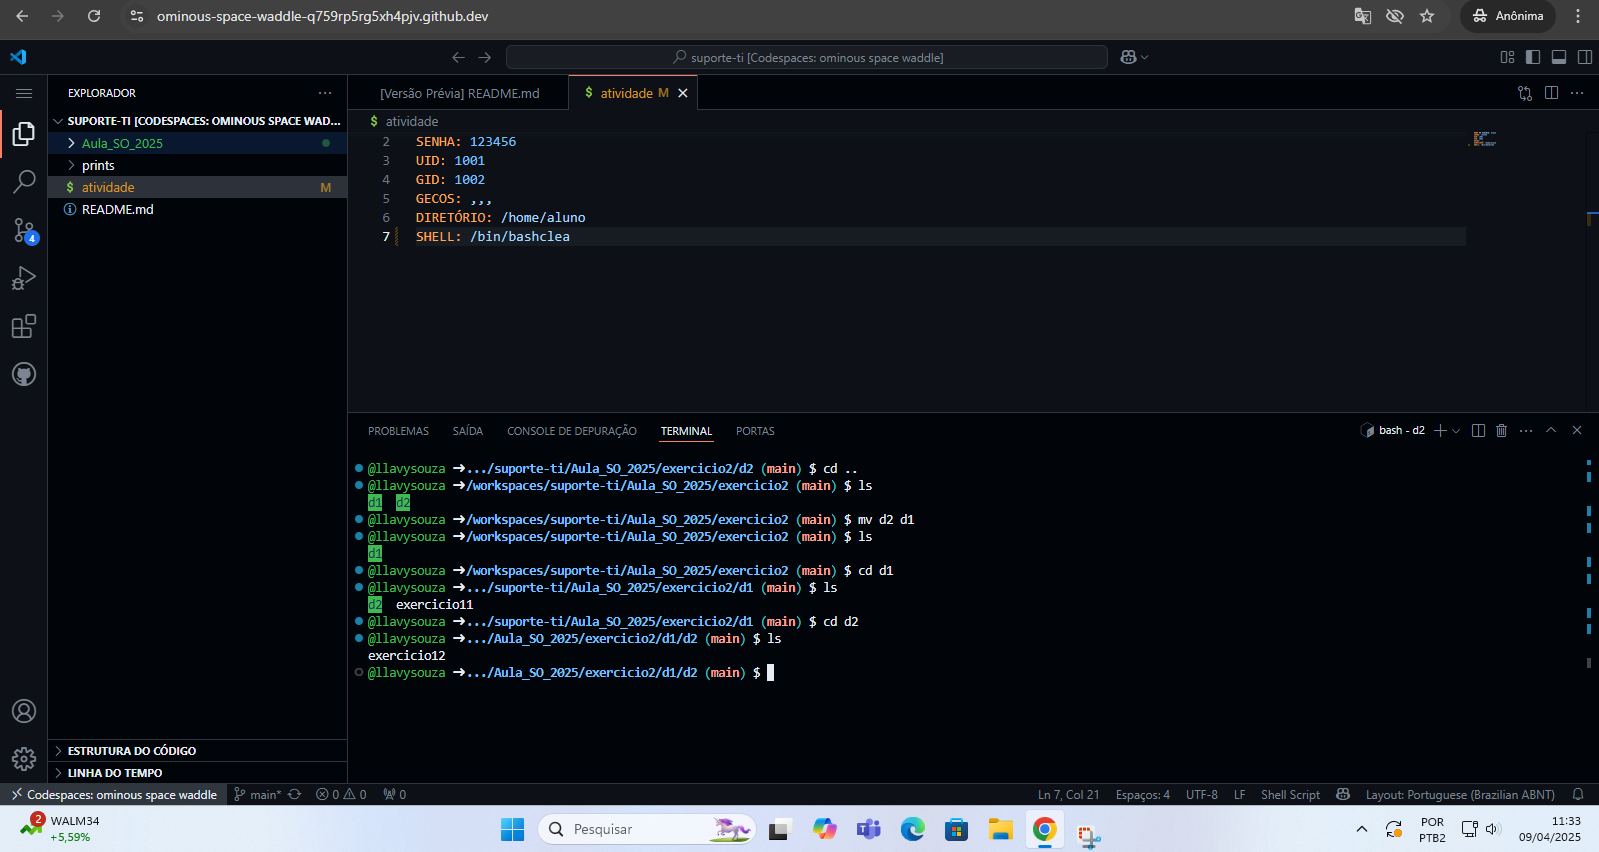 ominous-space-waddle-q759rp5rg5xh4pjv.github.dev
Anônima
suporte-ti [Codespaces: ominous space waddle]
EXPLORADOR
SUPORTE-TI [CODESPACES: OMINOUS SPACE WAD...
Aula_SO_2025
prints
$ atividade M
README.md
4
ESTRUTURA DO CÓDIGO
LINHA DO TEMPO
[Versão Prévia] README.md
$ atividade M
$ atividade
2 SENHA: 123456
3 UID: 1001
4 GID: 1002
5 GECOS: ,,,
6 DIRETÓRIO: /home/aluno
7 SHELL: /bin/bashclea
PROBLEMAS SAÍDA CONSOLE DE DEPURAÇÃO TERMINAL PORTAS
bash - d2
@llavysouza ➜.../suporte-ti/Aula_SO_2025/exercicio2/d2 (main) $ cd ..
@llavysouza ➜/workspaces/suporte-ti/Aula_SO_2025/exercicio2 (main) $ ls
d1 d2
@llavysouza ➜/workspaces/suporte-ti/Aula_SO_2025/exercicio2 (main) $ mv d2 d1
@llavysouza ➜/workspaces/suporte-ti/Aula_SO_2025/exercicio2 (main) $ ls
d1
@llavysouza ➜/workspaces/suporte-ti/Aula_SO_2025/exercicio2 (main) $ cd d1
@llavysouza ➜.../suporte-ti/Aula_SO_2025/exercicio2/d1 (main) $ ls
d2 exercicio11
@llavysouza ➜.../suporte-ti/Aula_SO_2025/exercicio2/d1 (main) $ cd d2
@llavysouza ➜.../Aula_SO_2025/exercicio2/d1/d2 (main) $ ls
exercicio12
@llavysouza ➜.../Aula_SO_2025/exercicio2/d1/d2 (main) $
Codespaces: ominous space waddle main* 0 0 0
Ln 7, Col 21 Espaços: 4 UTF-8 LF Shell Script Layout: Portuguese (Brazilian ABNT)
2
WALM34
+5,59%
Pesquisar
POR
PTB2
11:33
09/04/2025